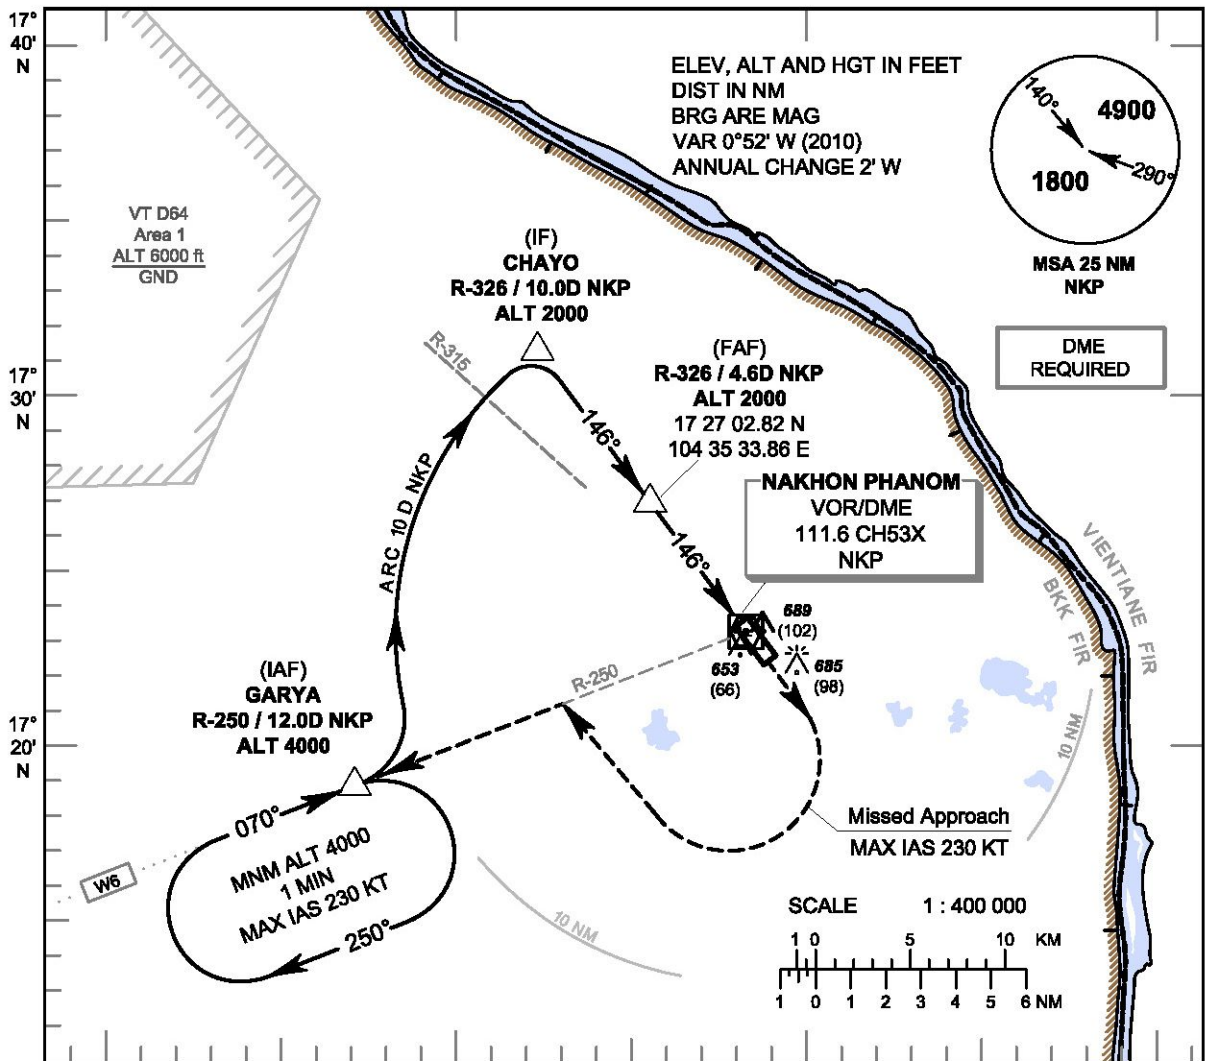 17°
40'
N
ELEV, ALT AND HGT IN FEET
DIST IN NM
BRG ARE MAG
VAR 0°52' W (2010)
ANNUAL CHANGE 2' W
140°
4900
1800
290°
MSA 25 NM
NKP
DME
REQUIRED
VT D64
Area 1
ALT 6000 ft
GND
(IF)
CHAYO
R-326 / 10.0D NKP
ALT 2000
R-315
17°
30'
N
(FAF)
R-326 / 4.6D NKP
ALT 2000
17 27 02.82 N
104 35 33.86 E
146°
ARC 10 D NKP
NAKHON PHANOM
VOR/DME
111.6 CH53X
NKP
146°
VIENTIANE FIR
BKK FIR
689
(102)
653
(66)
685
(98)
R-250
(IAF)
GARYA
R-250 / 12.0D NKP
ALT 4000
17°
20'
N
10 NM
Missed Approach
MAX IAS 230 KT
070°
MNM ALT 4000
1 MIN
MAX IAS 230 KT
250°
W6
10 NM
SCALE 1 : 400 000
1 0 5 10 KM
1 0 1 2 3 4 5 6 NM